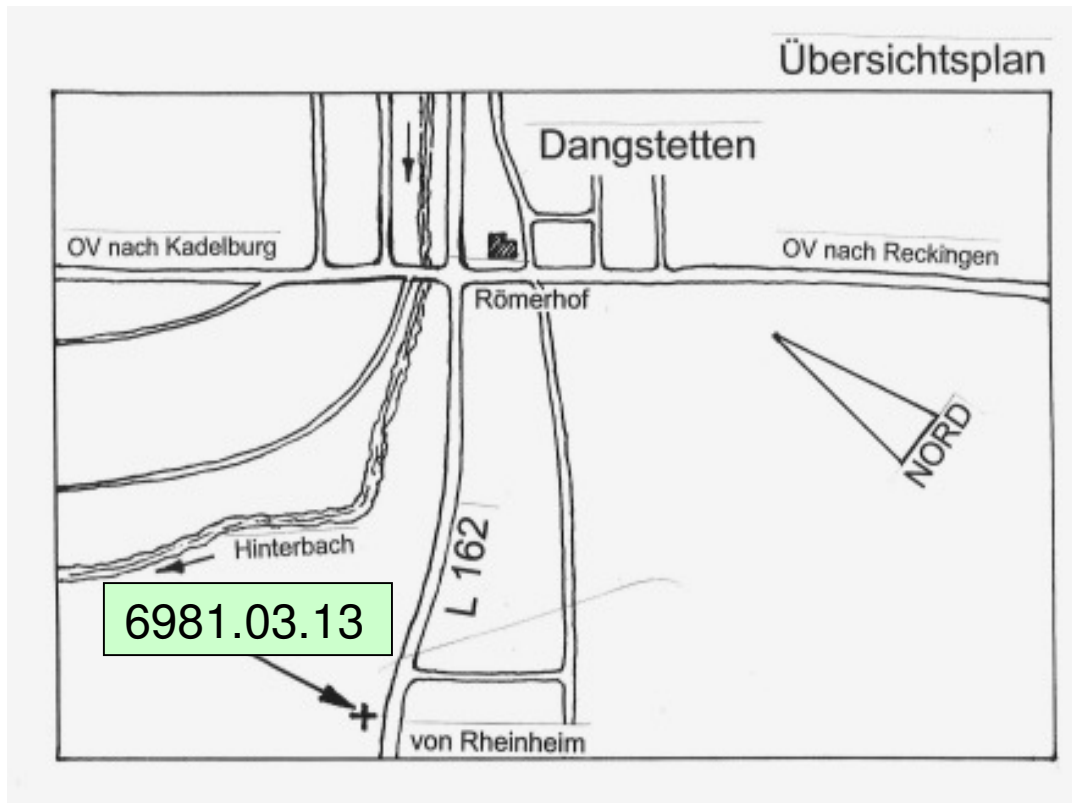 Übersichtsplan
Dangstetten
OV nach Kadelburg
OV nach Reckingen
Römerhof
NORD
L 162
Hinterbach
6981.03.13
von Rheinheim